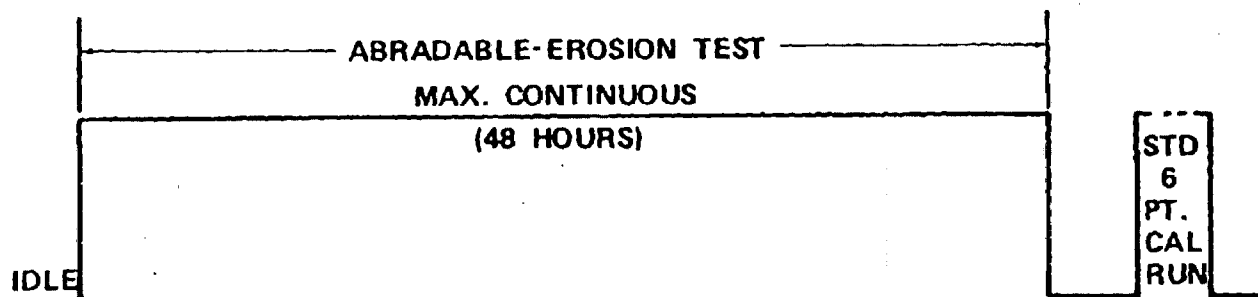 ABRADABLE-EROSION TEST
MAX. CONTINUOUS
(48 HOURS)
STD
6
PT.
CAL
RUN
IDLE